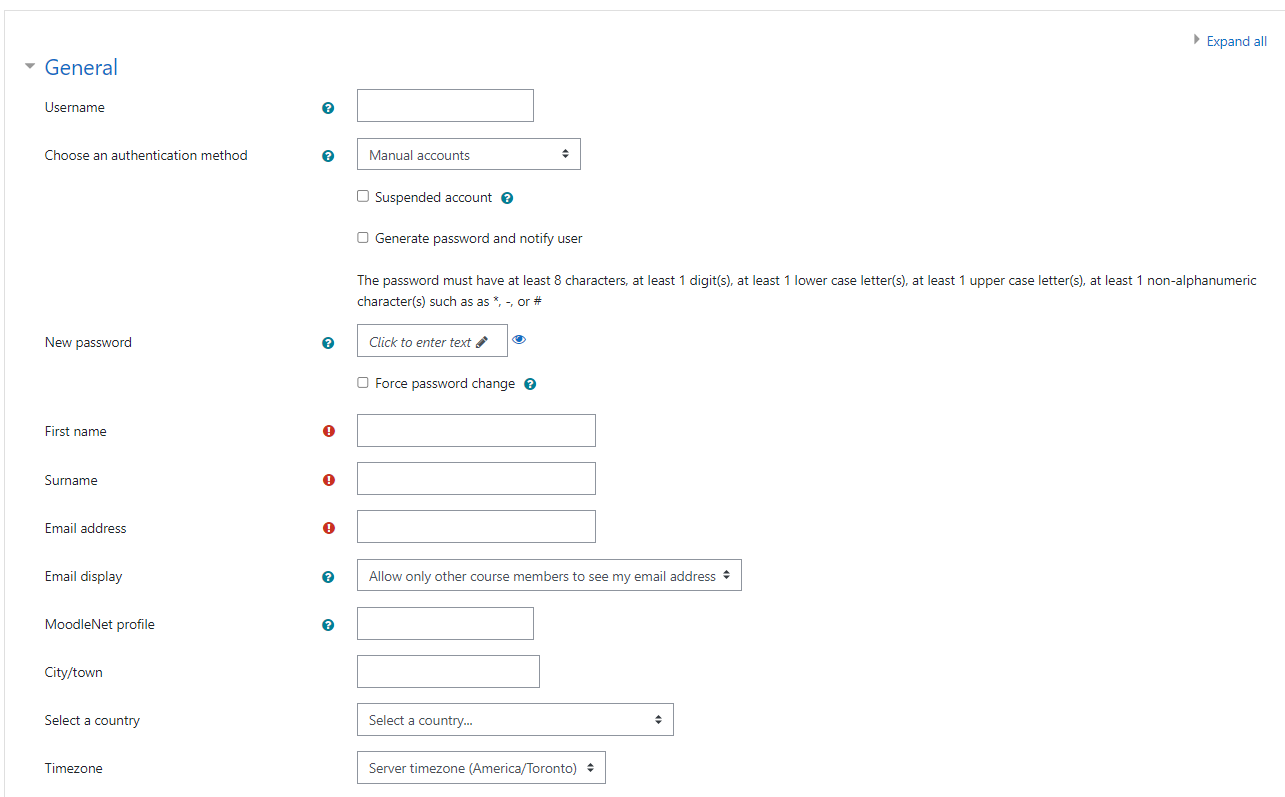 Expand all
General
Username
Choose an authentication method Manual accounts
Suspended account
Generate password and notify user
The password must have at least 8 characters, at least 1 digit(s), at least 1 lower case letter(s), at least 1 upper case letter(s), at least 1 non-alphanumeric
character(s) such as as *, -, or #
New password Click to enter text
Force password change
First name
Surname
Email address
Email display Allow only other course members to see my email address
MoodleNet profile
City/town
Select a country Select a country...
Timezone Server timezone (America/Toronto)